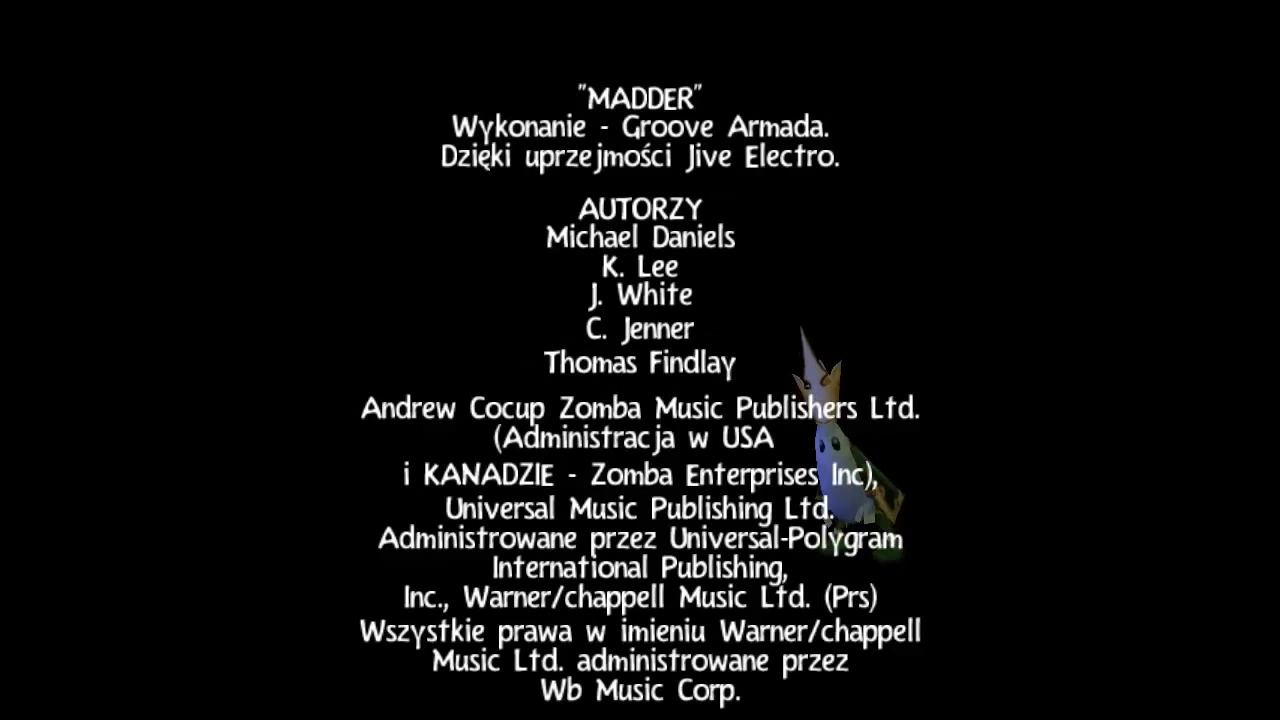 "MADDER"
Wykonanie - Groove Armada.
Dzięki uprzejmości Jive Electro.
AUTORZY
Michael Daniels
K. Lee
J. White
C. Jenner
Thomas Findlay
Andrew Cocup Zomba Music Publishers Ltd.
(Administracja w USA
i KANADZIE - Zomba Enterprises Inc),
Universal Music Publishing Ltd.
Administrowane przez Universal-Polygram
International Publishing,
Inc., Warner/chappell Music Ltd. (Prs)
Wszystkie prawa w imieniu Warner/chappell
Music Ltd. administrowane przez
Wb Music Corp.